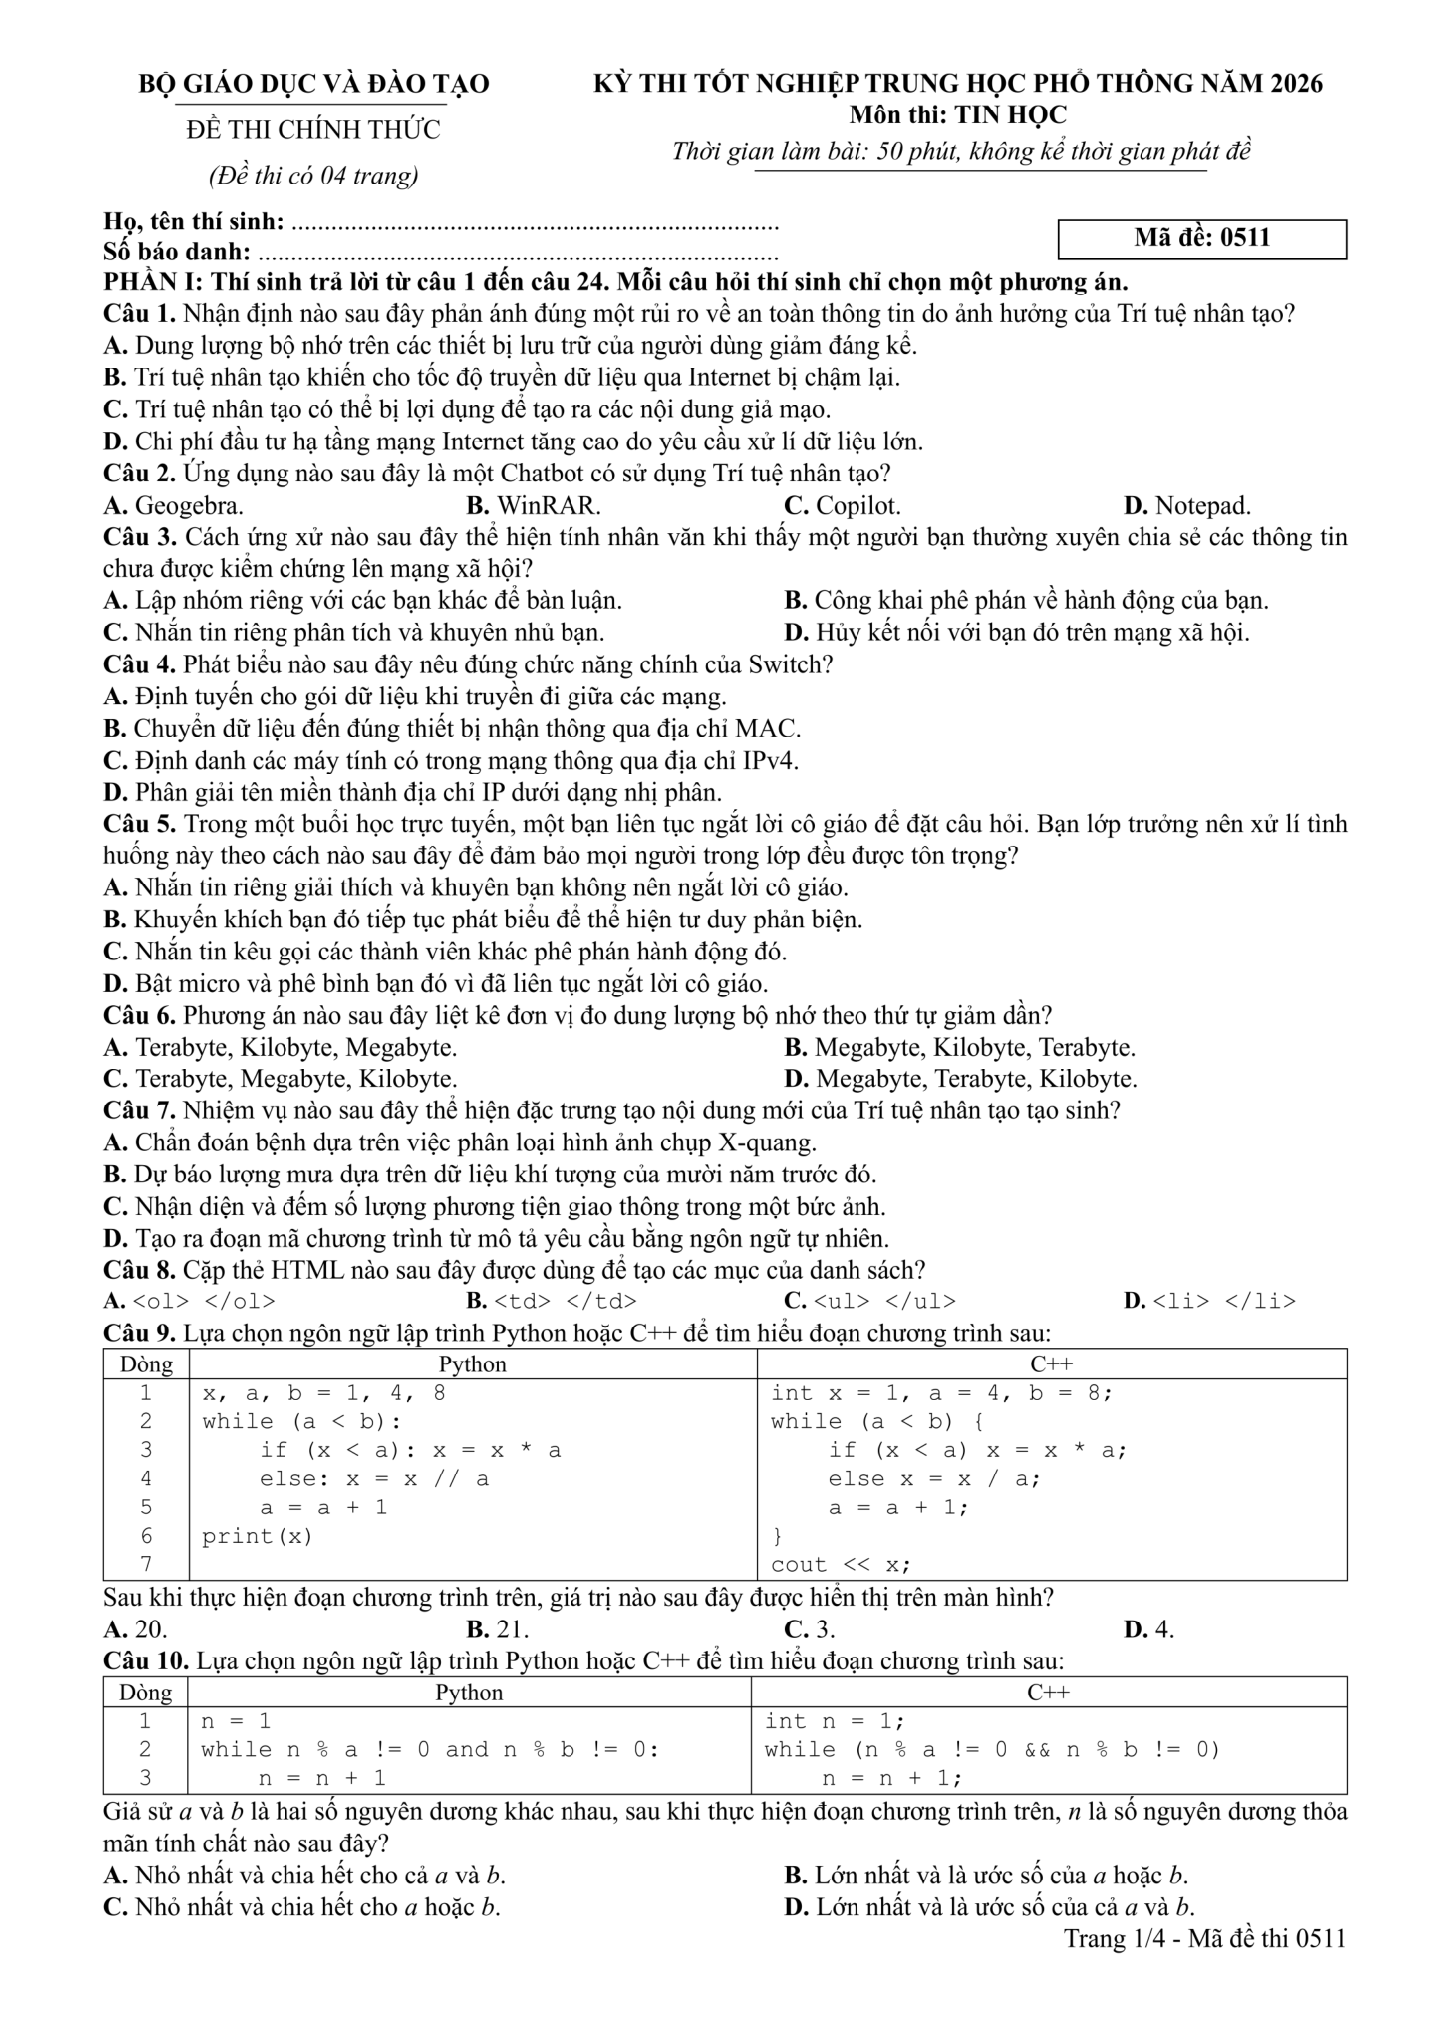 BỘ GIÁO DỤC VÀ ĐÀO TẠO
ĐỀ THI CHÍNH THỨC
(Đề thi có 04 trang)
KỲ THI TỐT NGHIỆP TRUNG HỌC PHỔ THÔNG NĂM 2026
Môn thi: TIN HỌC
Thời gian làm bài: 50 phút, không kể thời gian phát đề
Họ, tên thí sinh: ........................................................................
Số báo danh: .............................................................................
Mã đề: 0511
PHẦN I: Thí sinh trả lời từ câu 1 đến câu 24. Mỗi câu hỏi thí sinh chỉ chọn một phương án.
Câu 1. Nhận định nào sau đây phản ánh đúng một rủi ro về an toàn thông tin do ảnh hưởng của Trí tuệ nhân tạo?
A. Dung lượng bộ nhớ trên các thiết bị lưu trữ của người dùng giảm đáng kể.
B. Trí tuệ nhân tạo khiến cho tốc độ truyền dữ liệu qua Internet bị chậm lại.
C. Trí tuệ nhân tạo có thể bị lợi dụng để tạo ra các nội dung giả mạo.
D. Chi phí đầu tư hạ tầng mạng Internet tăng cao do yêu cầu xử lí dữ liệu lớn.
Câu 2. Ứng dụng nào sau đây là một Chatbot có sử dụng Trí tuệ nhân tạo?
A. Geogebra. B. WinRAR. C. Copilot. D. Notepad.
Câu 3. Cách ứng xử nào sau đây thể hiện tính nhân văn khi thấy một người bạn thường xuyên chia sẻ các thông tin
chưa được kiểm chứng lên mạng xã hội?
A. Lập nhóm riêng với các bạn khác để bàn luận. B. Công khai phê phán về hành động của bạn.
C. Nhắn tin riêng phân tích và khuyên nhủ bạn. D. Hủy kết nối với bạn đó trên mạng xã hội.
Câu 4. Phát biểu nào sau đây nêu đúng chức năng chính của Switch?
A. Định tuyến cho gói dữ liệu khi truyền đi giữa các mạng.
B. Chuyển dữ liệu đến đúng thiết bị nhận thông qua địa chỉ MAC.
C. Định danh các máy tính có trong mạng thông qua địa chỉ IPv4.
D. Phân giải tên miền thành địa chỉ IP dưới dạng nhị phân.
Câu 5. Trong một buổi học trực tuyến, một bạn liên tục ngắt lời cô giáo để đặt câu hỏi. Bạn lớp trưởng nên xử lí tình
huống này theo cách nào sau đây để đảm bảo mọi người trong lớp đều được tôn trọng?
A. Nhắn tin riêng giải thích và khuyên bạn không nên ngắt lời cô giáo.
B. Khuyến khích bạn đó tiếp tục phát biểu để thể hiện tư duy phản biện.
C. Nhắn tin kêu gọi các thành viên khác phê phán hành động đó.
D. Bật micro và phê bình bạn đó vì đã liên tục ngắt lời cô giáo.
Câu 6. Phương án nào sau đây liệt kê đơn vị đo dung lượng bộ nhớ theo thứ tự giảm dần?
A. Terabyte, Kilobyte, Megabyte. B. Megabyte, Kilobyte, Terabyte.
C. Terabyte, Megabyte, Kilobyte. D. Megabyte, Terabyte, Kilobyte.
Câu 7. Nhiệm vụ nào sau đây thể hiện đặc trưng tạo nội dung mới của Trí tuệ nhân tạo tạo sinh?
A. Chẩn đoán bệnh dựa trên việc phân loại hình ảnh chụp X-quang.
B. Dự báo lượng mưa dựa trên dữ liệu khí tượng của mười năm trước đó.
C. Nhận diện và đếm số lượng phương tiện giao thông trong một bức ảnh.
D. Tạo ra đoạn mã chương trình từ mô tả yêu cầu bằng ngôn ngữ tự nhiên.
Câu 8. Cặp thẻ HTML nào sau đây được dùng để tạo các mục của danh sách?
A. <ol> </ol> B. <td> </td> C. <ul> </ul> D. <li> </li>
Câu 9. Lựa chọn ngôn ngữ lập trình Python hoặc C++ để tìm hiểu đoạn chương trình sau:
Dòng Python C++
1 x, a, b = 1, 4, 8 int x = 1, a = 4, b = 8;
2 while (a < b): while (a < b) {
3 if (x < a): x = x * a if (x < a) x = x * a;
4 else: x = x // a else x = x / a;
5 a = a + 1 a = a + 1;
6 print(x) }
7 cout << x;
Sau khi thực hiện đoạn chương trình trên, giá trị nào sau đây được hiển thị trên màn hình?
A. 20. B. 21. C. 3. D. 4.
Câu 10. Lựa chọn ngôn ngữ lập trình Python hoặc C++ để tìm hiểu đoạn chương trình sau:
Dòng Python C++
1 n = 1 int n = 1;
2 while n % a != 0 and n % b != 0: while (n % a != 0 && n % b != 0)
3 n = n + 1 n = n + 1;
Giả sử a và b là hai số nguyên dương khác nhau, sau khi thực hiện đoạn chương trình trên, n là số nguyên dương thỏa
mãn tính chất nào sau đây?
A. Nhỏ nhất và chia hết cho cả a và b. B. Lớn nhất và là ước số của a hoặc b.
C. Nhỏ nhất và chia hết cho a hoặc b. D. Lớn nhất và là ước số của cả a và b.
Trang 1/4 - Mã đề thi 0511